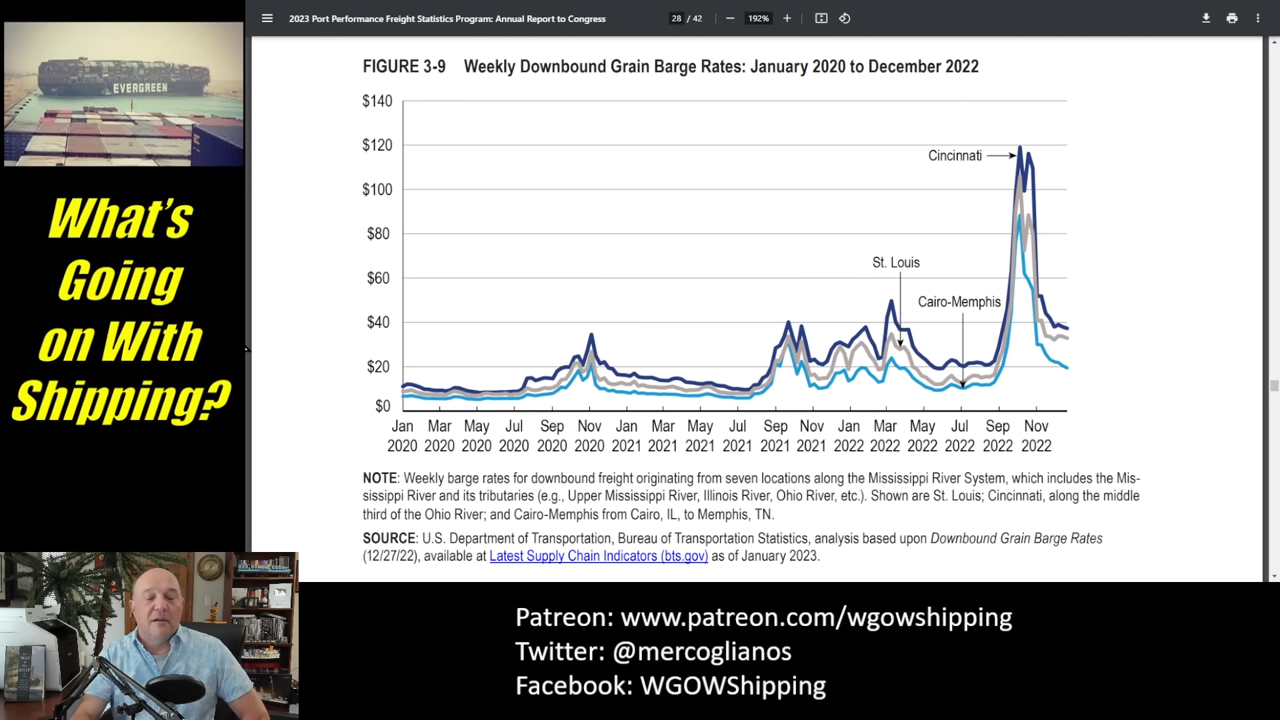 2023 Port Performance Freight Statistics Program: Annual Report to Congress
28 / 42
192%
EVERGREEN
What's
Going
on With
Shipping?
FIGURE 3-9 Weekly Downbound Grain Barge Rates: January 2020 to December 2022
$140
$120
$100
$80
$60
$40
$20
$0
Cincinnati
St. Louis
Cairo-Memphis
Jan Mar May Jul Sep Nov Jan Mar May Jul Sep Nov Jan Mar May Jul Sep Nov
2020 2020 2020 2020 2020 2020 2021 2021 2021 2021 2021 2021 2022 2022 2022 2022 2022 2022
NOTE: Weekly barge rates for downbound freight originating from seven locations along the Mississippi River System, which includes the Mis-
sissippi River and its tributaries (e.g., Upper Mississippi River, Illinois River, Ohio River, etc.). Shown are St. Louis; Cincinnati, along the middle
third of the Ohio River; and Cairo-Memphis from Cairo, IL, to Memphis, TN.
SOURCE: U.S. Department of Transportation, Bureau of Transportation Statistics, analysis based upon Downbound Grain Barge Rates
(12/27/22), available at Latest Supply Chain Indicators (bts.gov) as of January 2023.
Patreon: www.patreon.com/wgowshipping
Twitter: @mercoglianos
Facebook: WGOWShipping